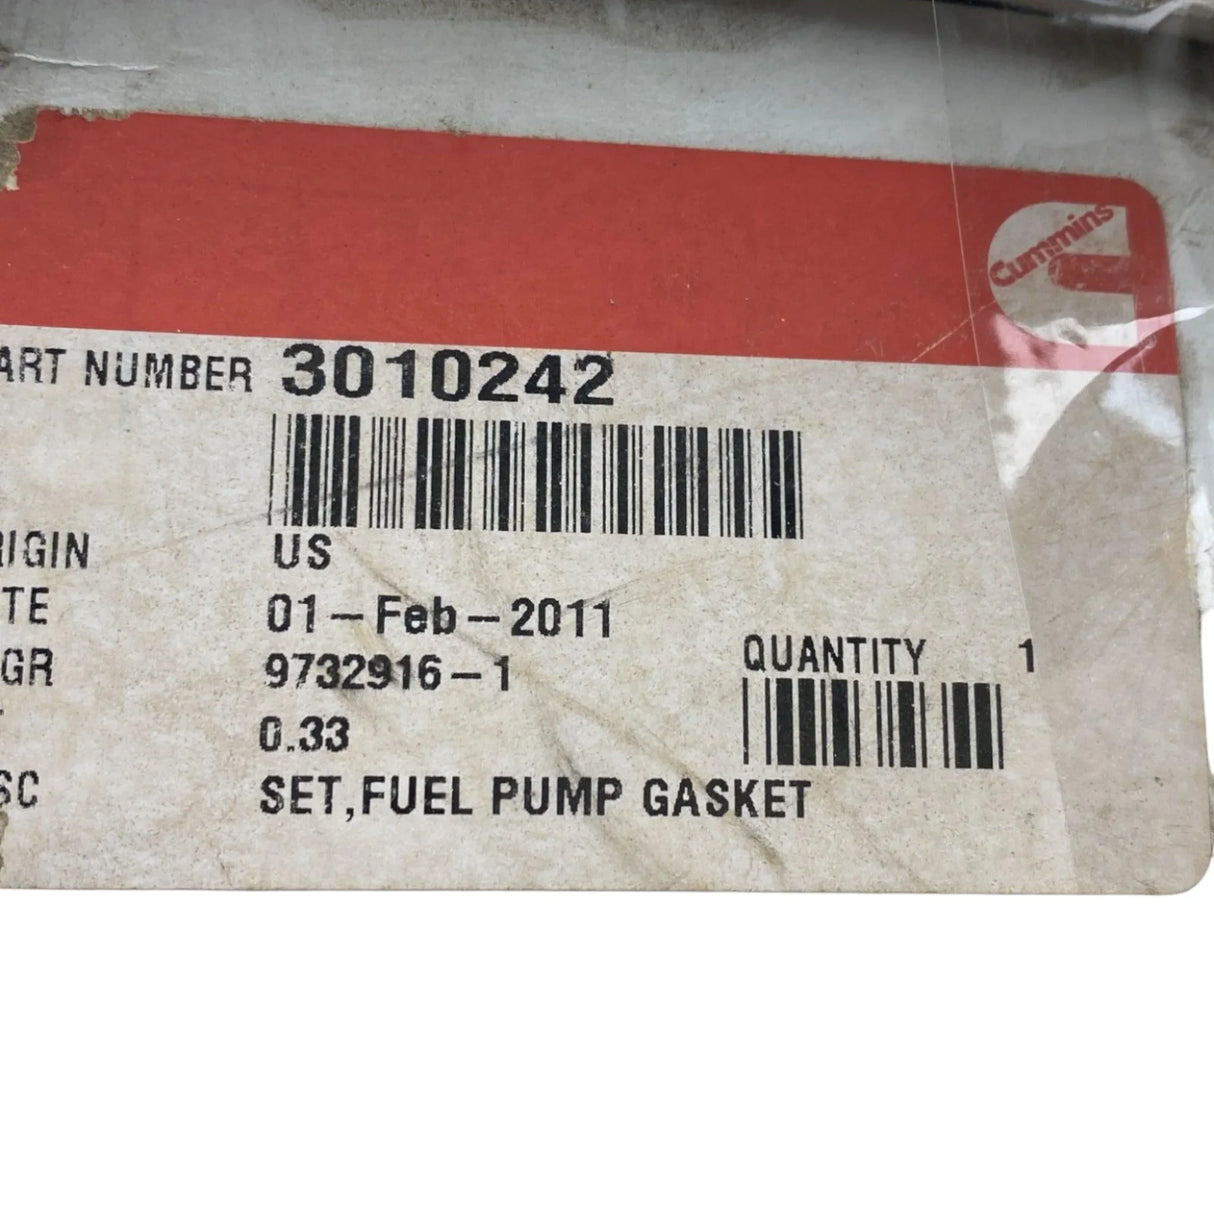 Cummins
ART NUMBER 3010242
RIGIN US
TE 01-Feb-2011
GR 9732916-1
QUANTITY 1
0.33
SC SET,FUEL PUMP GASKET